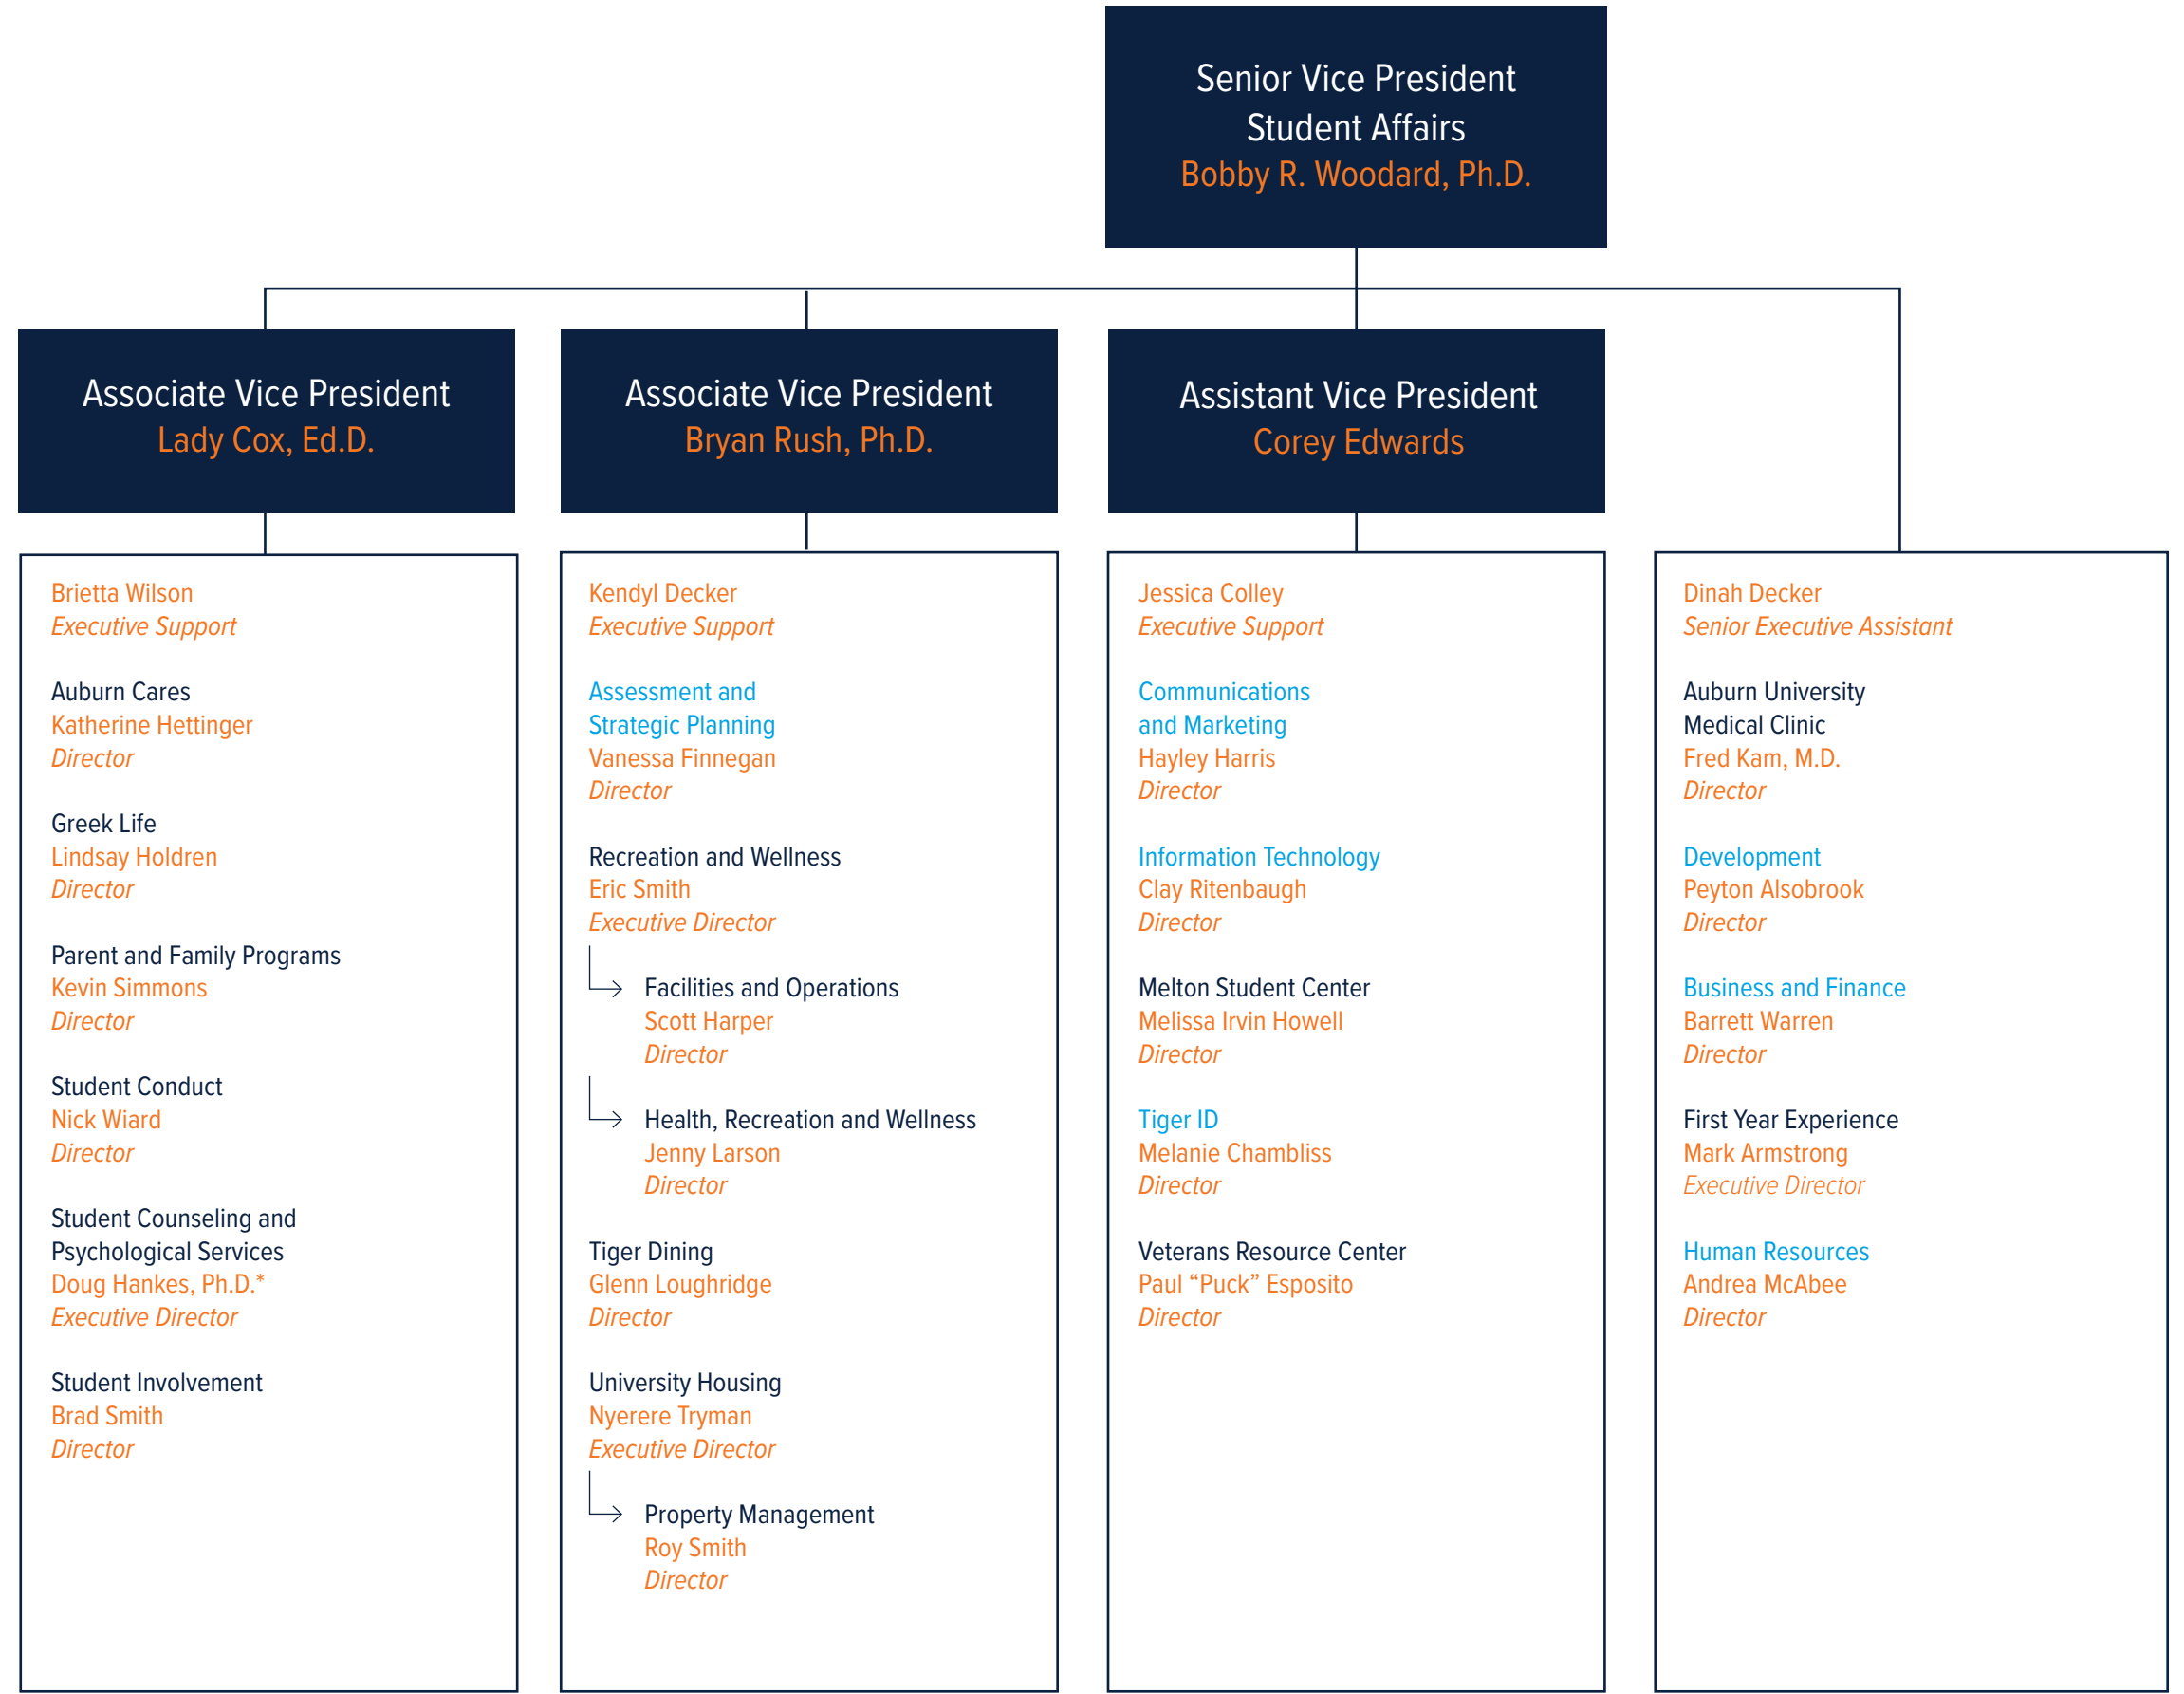 Senior Vice President
Student Affairs
Bobby R. Woodard, Ph.D.
Associate Vice President
Lady Cox, Ed.D.
Associate Vice President
Bryan Rush, Ph.D.
Assistant Vice President
Corey Edwards
Brietta Wilson
Executive Support
Auburn Cares
Katherine Hettinger
Director
Greek Life
Lindsay Holdren
Director
Parent and Family Programs
Kevin Simmons
Director
Student Conduct
Nick Wiard
Director
Student Counseling and
Psychological Services
Doug Hankes, Ph.D.*
Executive Director
Student Involvement
Brad Smith
Director
Kendyl Decker
Executive Support
Assessment and
Strategic Planning
Vanessa Finnegan
Director
Recreation and Wellness
Eric Smith
Executive Director
Facilities and Operations
Scott Harper
Director
Health, Recreation and Wellness
Jenny Larson
Director
Tiger Dining
Glenn Loughridge
Director
University Housing
Nyerere Tryman
Executive Director
Property Management
Roy Smith
Director
Jessica Colley
Executive Support
Communications
and Marketing
Hayley Harris
Director
Information Technology
Clay Ritenbaugh
Director
Melton Student Center
Melissa Irvin Howell
Director
Tiger ID
Melanie Chambliss
Director
Veterans Resource Center
Paul “Puck” Esposito
Director
Dinah Decker
Senior Executive Assistant
Auburn University
Medical Clinic
Fred Kam, M.D.
Director
Development
Peyton Alsobrook
Director
Business and Finance
Barrett Warren
Director
First Year Experience
Mark Armstrong
Executive Director
Human Resources
Andrea McAbee
Director